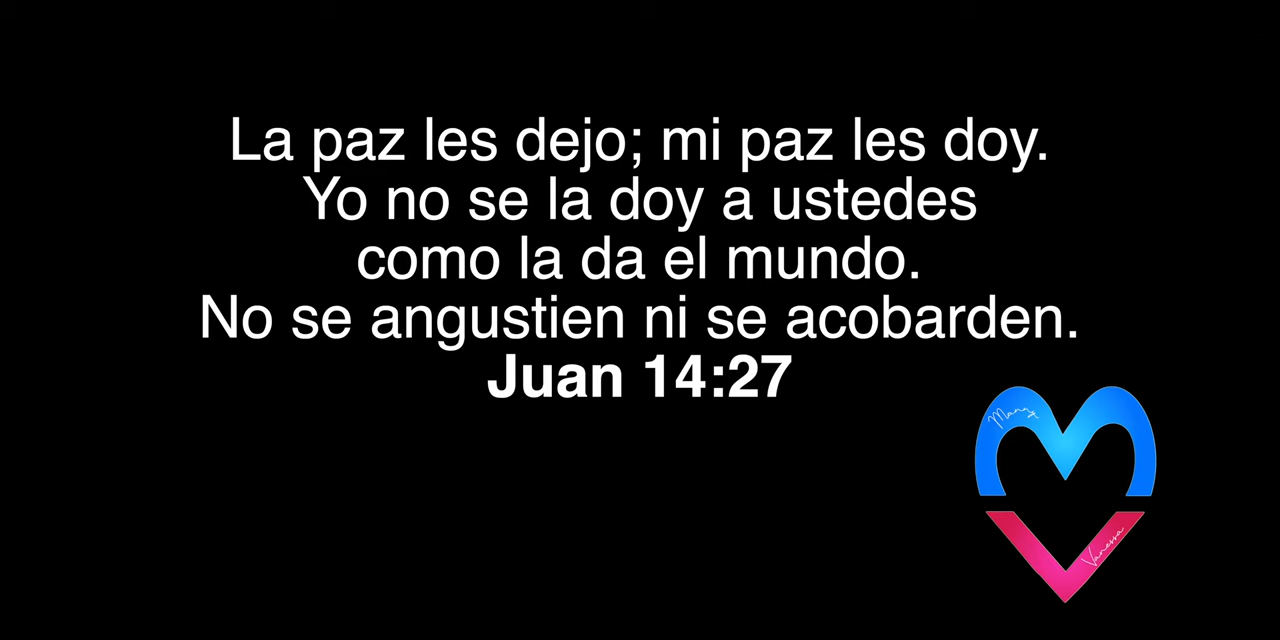 La paz les dejo; mi paz les doy.
Yo no se la doy a ustedes
como la da el mundo.
No se angustien ni se acobarden.
Juan 14:27
Vanessa